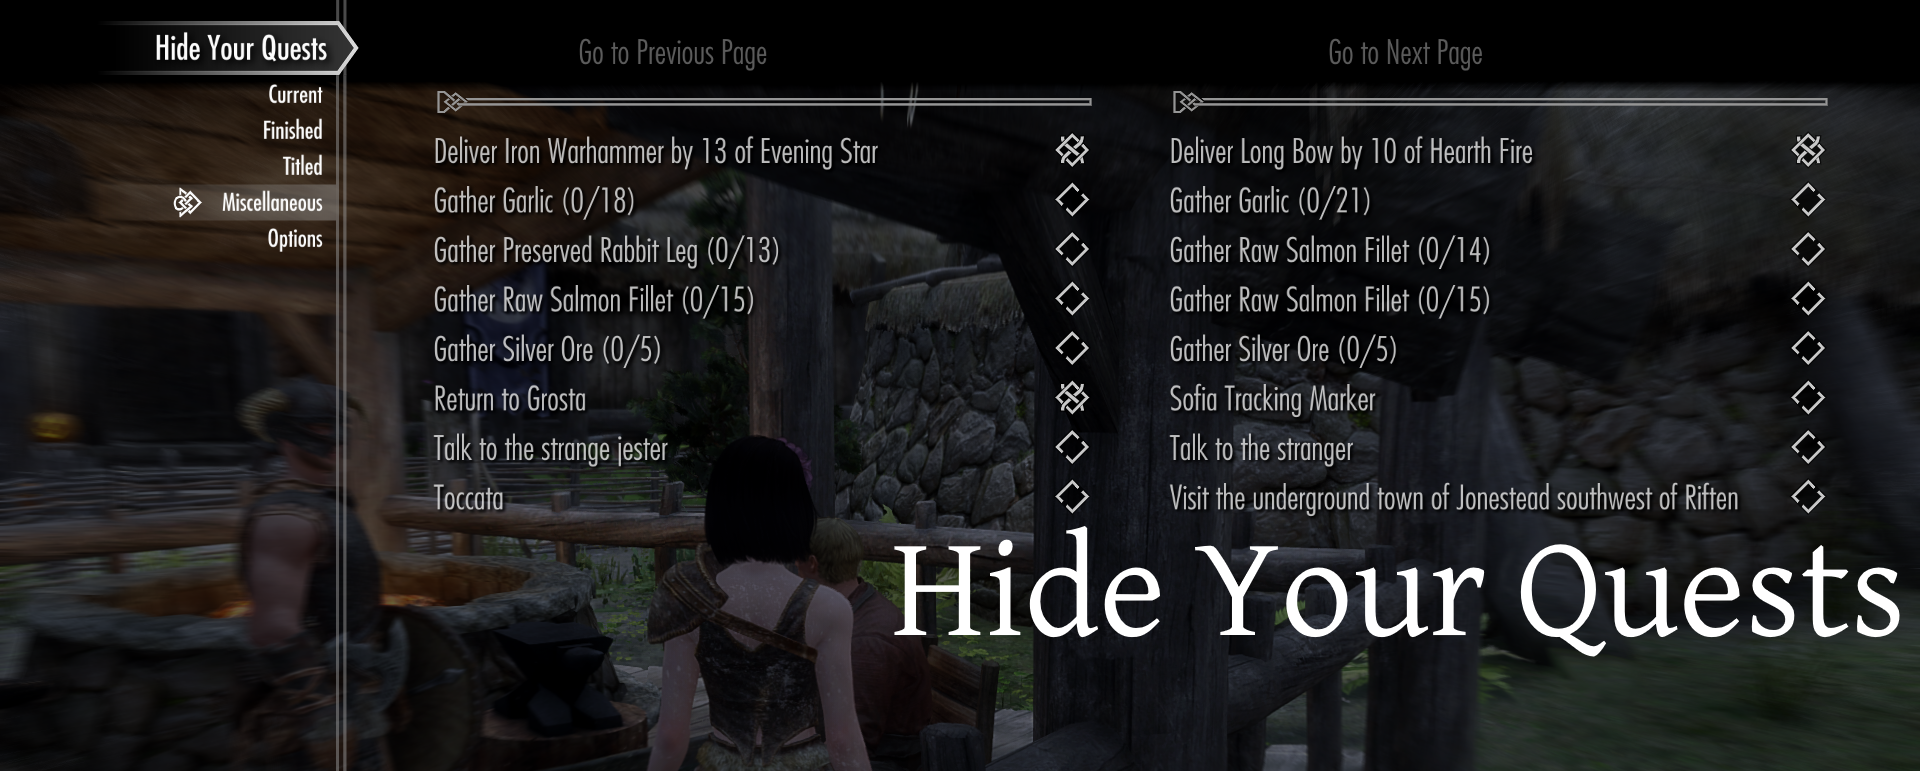 Hide Your Quests
Current
Finished
Titled
Miscellaneous
Options
Go to Previous Page
Deliver Iron Warhammer by 13 of Evening Star
Gather Garlic (0/18)
Gather Preserved Rabbit Leg (0/13)
Gather Raw Salmon Fillet (0/15)
Gather Silver Ore (0/5)
Return to Grosta
Talk to the strange jester
Toccata
Go to Next Page
Deliver Long Bow by 10 of Hearth Fire
Gather Garlic (0/21)
Gather Raw Salmon Fillet (0/14)
Gather Raw Salmon Fillet (0/15)
Gather Silver Ore (0/5)
Sofia Tracking Marker
Talk to the stranger
Visit the underground town of Jonestead southwest of Riften
Hide Your Quests